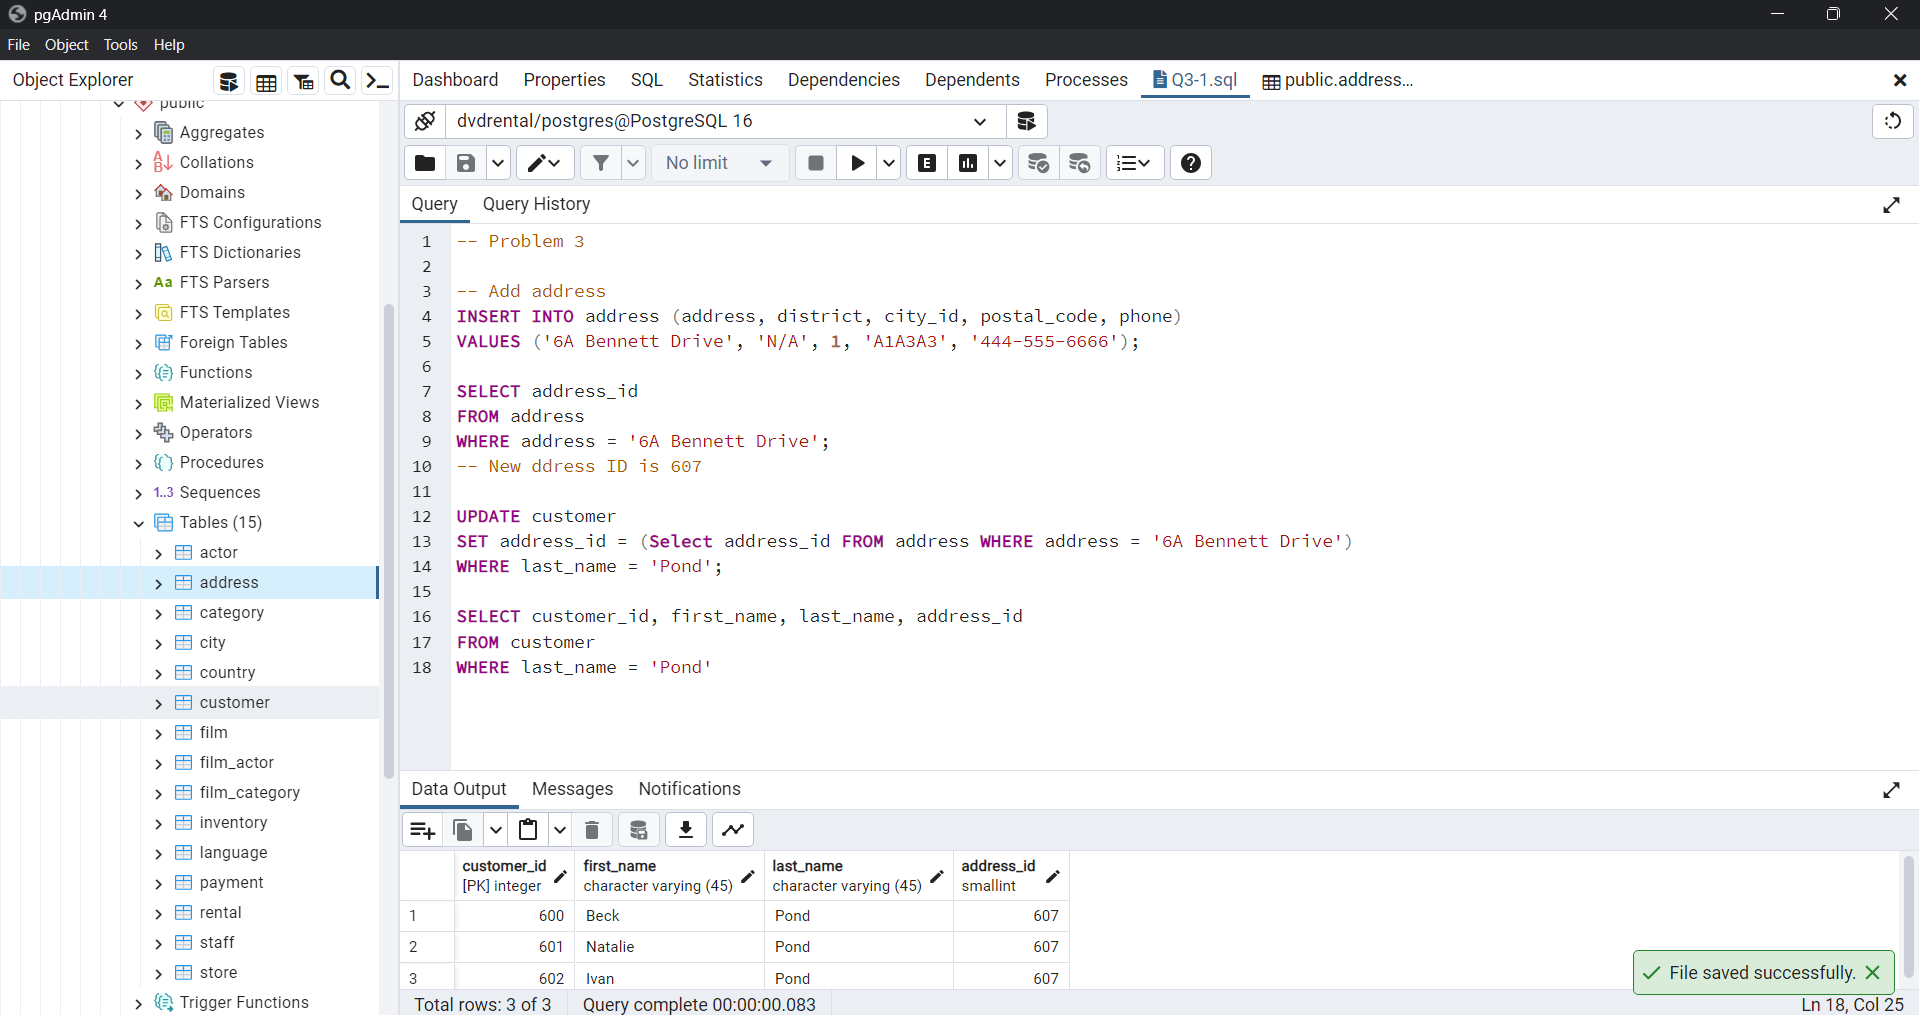 pgAdmin 4
File Object Tools Help
Object Explorer
Dashboard Properties SQL Statistics Dependencies Dependents Processes Q3-1.sql public.address...
public
Aggregates
Collations
Domains
FTS Configurations
FTS Dictionaries
Aa FTS Parsers
FTS Templates
Foreign Tables
Functions
Materialized Views
Operators
Procedures
1..3 Sequences
Tables (15)
actor
address
category
city
country
customer
film
film_actor
film_category
inventory
language
payment
rental
staff
store
Trigger Functions
dvdrental/postgres@PostgreSQL 16
No limit
E
Query Query History
1 -- Problem 3
2
3 -- Add address
4 INSERT INTO address (address, district, city_id, postal_code, phone)
5 VALUES ('6A Bennett Drive', 'N/A', 1, 'A1A3A3', '444-555-6666');
6
7 SELECT address_id
8 FROM address
9 WHERE address = '6A Bennett Drive';
10 -- New ddress ID is 607
11
12 UPDATE customer
13 SET address_id = (Select address_id FROM address WHERE address = '6A Bennett Drive')
14 WHERE last_name = 'Pond';
15
16 SELECT customer_id, first_name, last_name, address_id
17 FROM customer
18 WHERE last_name = 'Pond'
Data Output Messages Notifications
customer_id first_name last_name address_id
[PK] integer character varying (45) character varying (45) smallint
1 600 Beck Pond 607
2 601 Natalie Pond 607
3 602 Ivan Pond 607
File saved successfully.
Total rows: 3 of 3 Query complete 00:00:00.083 Ln 18, Col 25